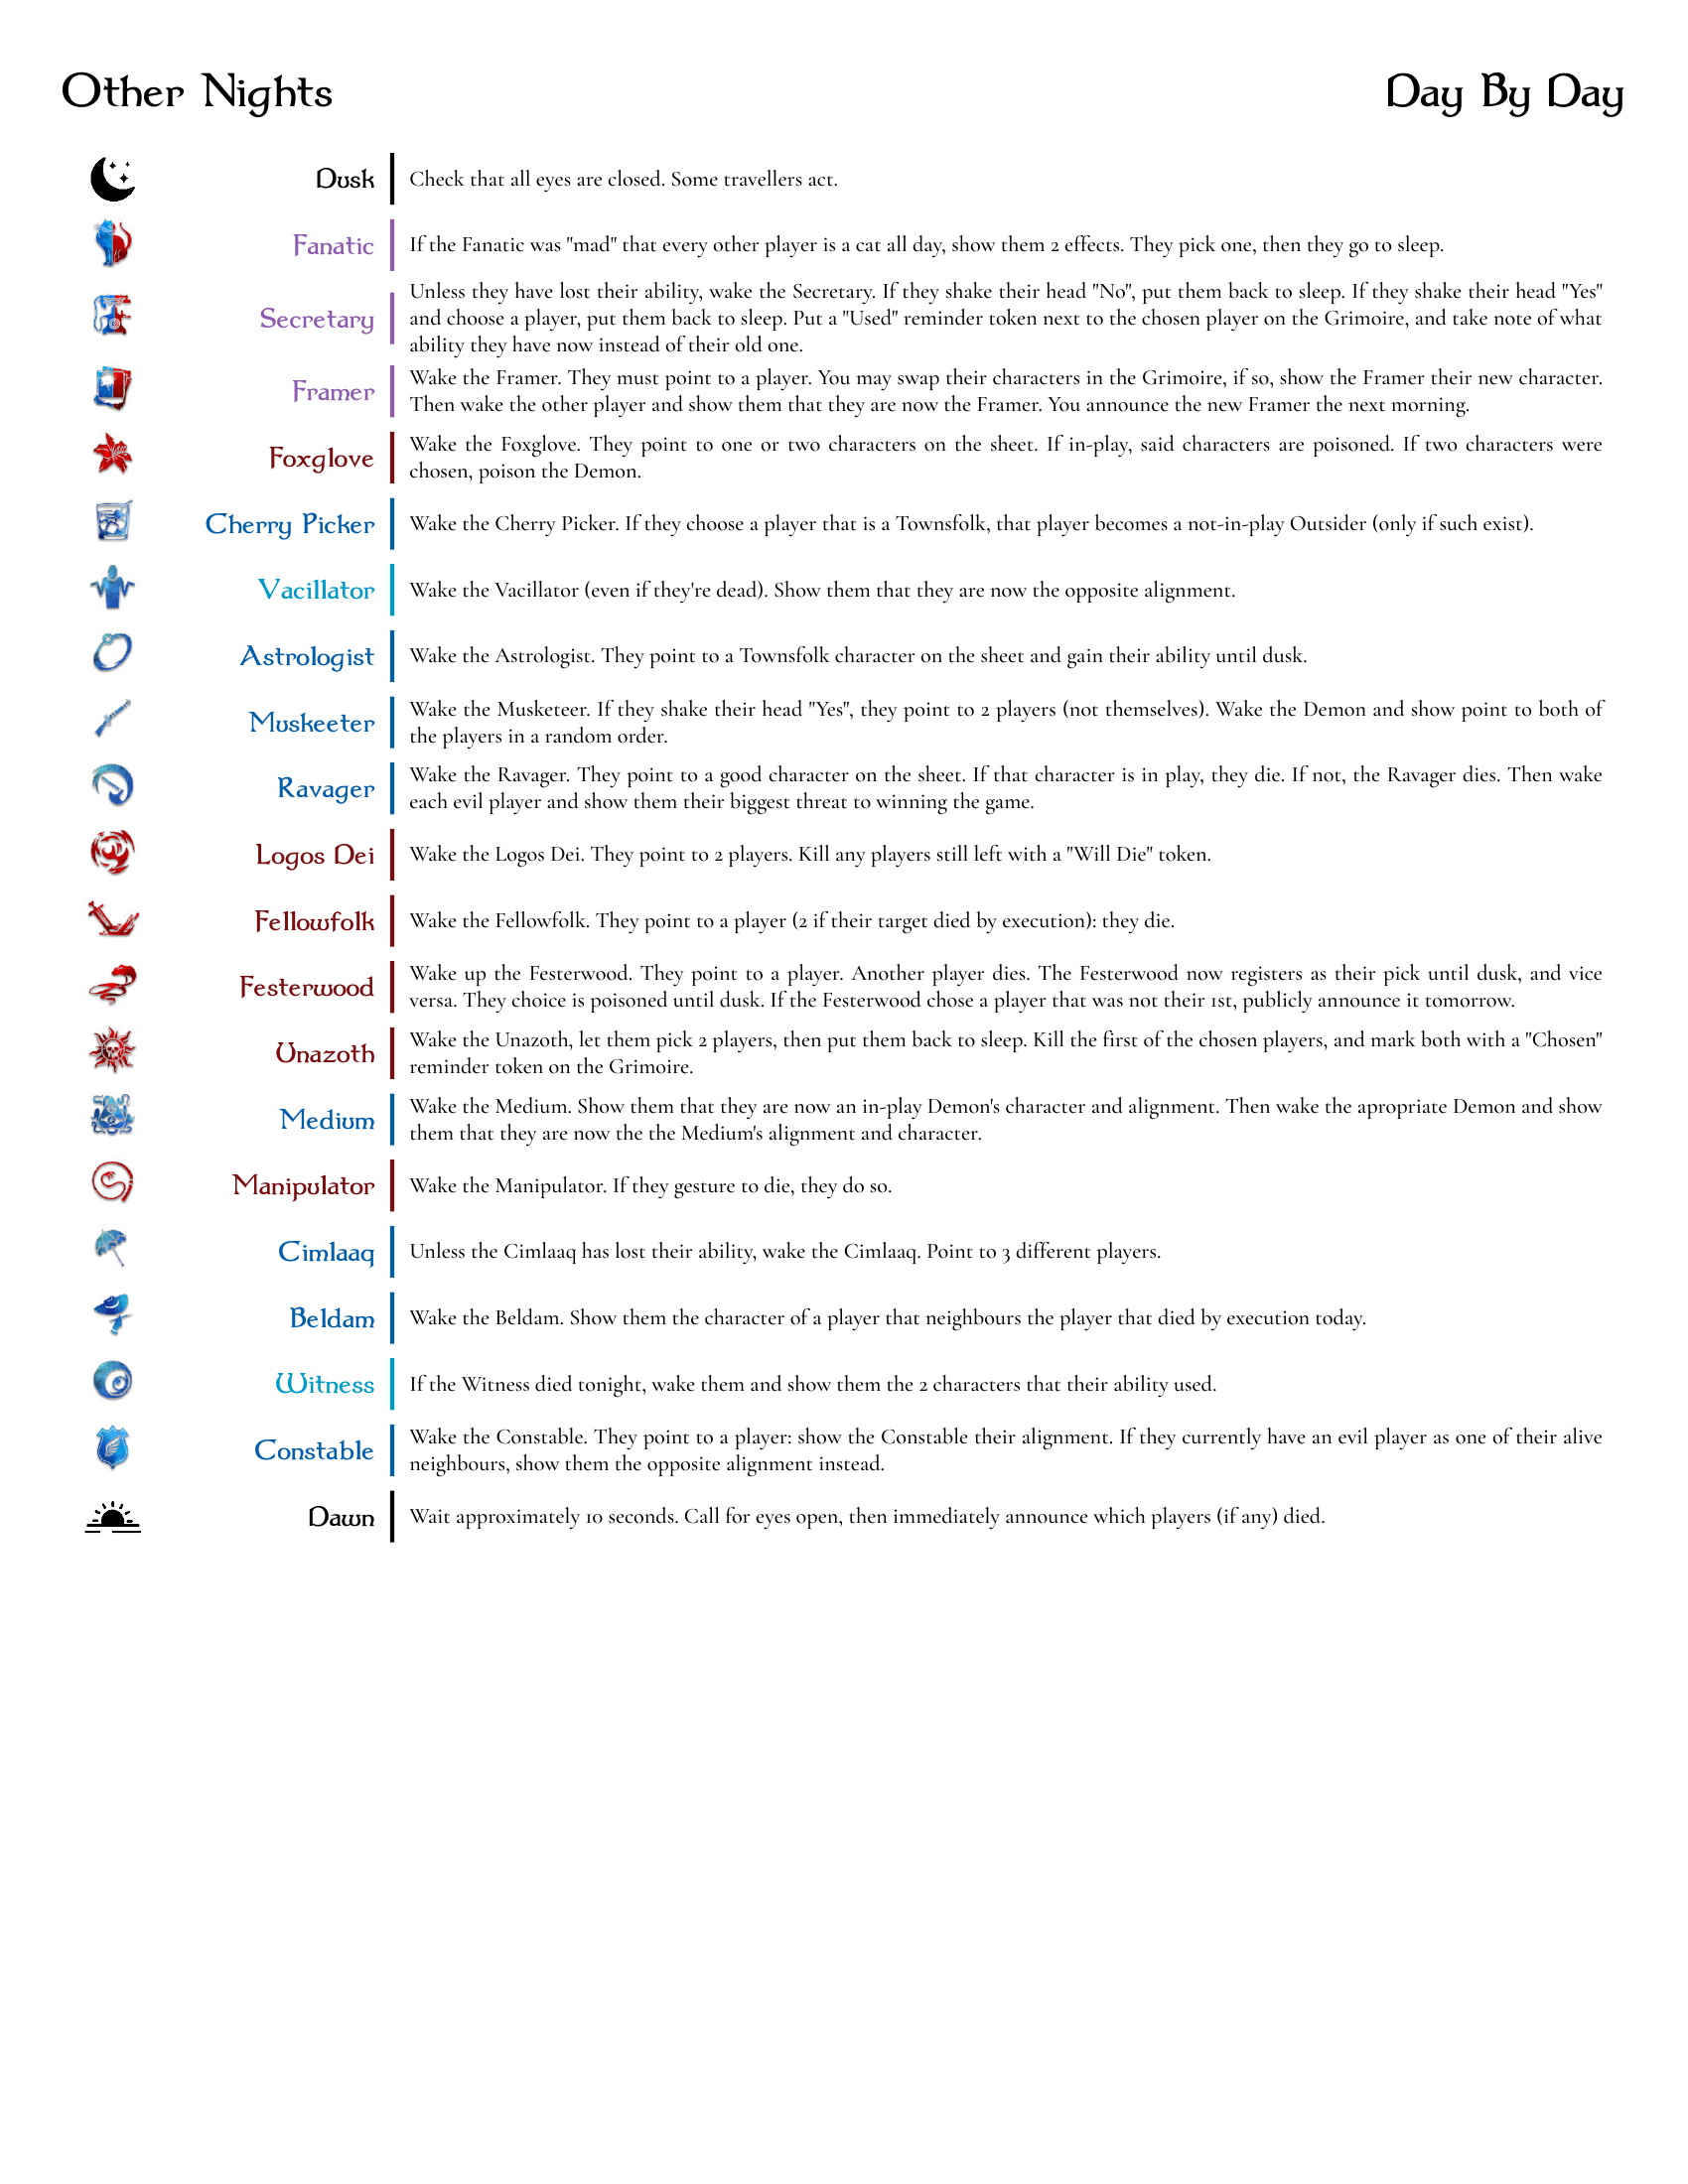 Other Nights
Day By Day
Dusk
Check that all eyes are closed. Some travellers act.
Fanatic
If the Fanatic was "mad" that every other player is a cat all day, show them 2 effects. They pick one, then they go to sleep.
Secretary
Unless they have lost their ability, wake the Secretary. If they shake their head "No", put them back to sleep. If they shake their head "Yes"
and choose a player, put them back to sleep. Put a "Used" reminder token next to the chosen player on the Grimoire, and take note of what
ability they have now instead of their old one.
Framer
Wake the Framer. They must point to a player. You may swap their characters in the Grimoire, if so, show the Framer their new character.
Then wake the other player and show them that they are now the Framer. You announce the new Framer the next morning.
Foxglove
Wake the Foxglove. They point to one or two characters on the sheet. If in-play, said characters are poisoned. If two characters were
chosen, poison the Demon.
Cherry Picker
Wake the Cherry Picker. If they choose a player that is a Townsfolk, that player becomes a not-in-play Outsider (only if such exist).
Vacillator
Wake the Vacillator (even if they're dead). Show them that they are now the opposite alignment.
Astrologist
Wake the Astrologist. They point to a Townsfolk character on the sheet and gain their ability until dusk.
Muskeeter
Wake the Musketeer. If they shake their head "Yes", they point to 2 players (not themselves). Wake the Demon and show point to both of
the players in a random order.
Ravager
Wake the Ravager. They point to a good character on the sheet. If that character is in play, they die. If not, the Ravager dies. Then wake
each evil player and show them their biggest threat to winning the game.
Logos Dei
Wake the Logos Dei. They point to 2 players. Kill any players still left with a "Will Die" token.
Fellowfolk
Wake the Fellowfolk. They point to a player (2 if their target died by execution): they die.
Festerwood
Wake up the Festerwood. They point to a player. Another player dies. The Festerwood now registers as their pick until dusk, and vice
versa. They choice is poisoned until dusk. If the Festerwood chose a player that was not their 1st, publicly announce it tomorrow.
Unazoth
Wake the Unazoth, let them pick 2 players, then put them back to sleep. Kill the first of the chosen players, and mark both with a "Chosen"
reminder token on the Grimoire.
Medium
Wake the Medium. Show them that they are now an in-play Demon's character and alignment. Then wake the apropriate Demon and show
them that they are now the the Medium's alignment and character.
Manipulator
Wake the Manipulator. If they gesture to die, they do so.
Cimlaaq
Unless the Cimlaaq has lost their ability, wake the Cimlaaq. Point to 3 different players.
Beldam
Wake the Beldam. Show them the character of a player that neighbours the player that died by execution today.
Witness
If the Witness died tonight, wake them and show them the 2 characters that their ability used.
Constable
Wake the Constable. They point to a player: show the Constable their alignment. If they currently have an evil player as one of their alive
neighbours, show them the opposite alignment instead.
Dawn
Wait approximately 10 seconds. Call for eyes open, then immediately announce which players (if any) died.